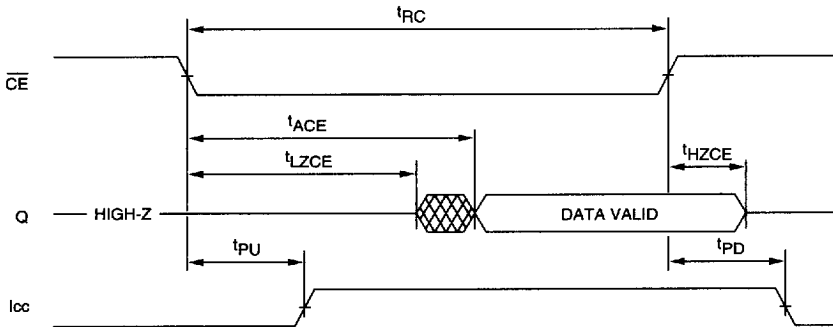 tRC
CE
tACE
tLZCE
tHZCE
Q HIGH-Z DATA VALID
tPU tPD
Icc